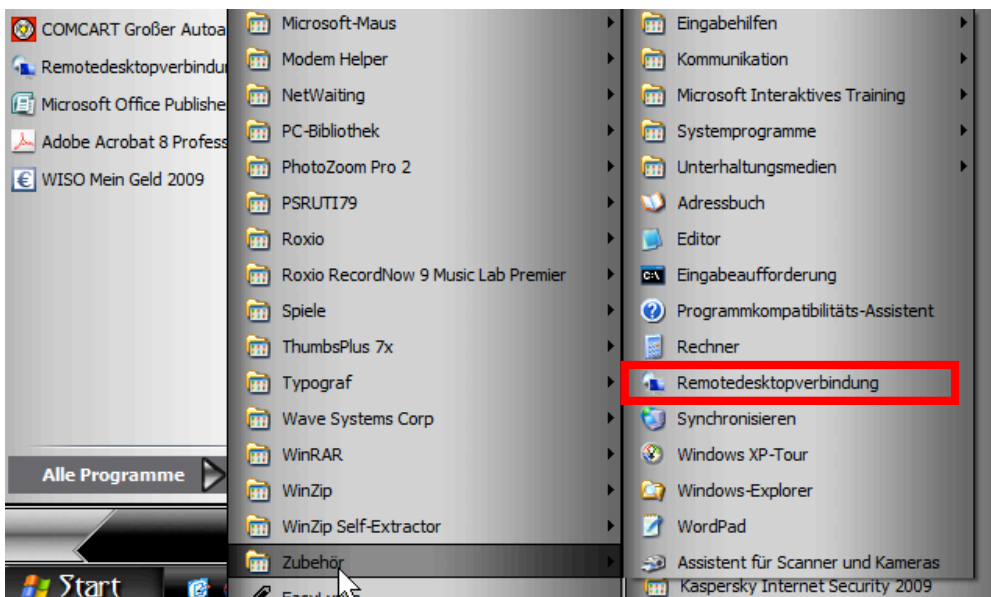 COMCART Großer Autoa
Remotedesktopverbindu
Microsoft Office Publishe
Adobe Acrobat 8 Profess
WISO Mein Geld 2009
Alle Programme
Start
Microsoft-Maus
Modem Helper
NetWaiting
PC-Bibliothek
PhotoZoom Pro 2
PSRUTI79
Roxio
Roxio RecordNow 9 Music Lab Premier
Spiele
ThumbsPlus 7x
Typograf
Wave Systems Corp
WinRAR
WinZip
WinZip Self-Extractor
Zubehör
Eingabehilfen
Kommunikation
Microsoft Interaktives Training
Systemprogramme
Unterhaltungsmedien
Adressbuch
Editor
C:\
Eingabeaufforderung
Programmkompatibilitäts-Assistent
Rechner
Remotedesktopverbindung
Synchronisieren
Windows XP-Tour
Windows-Explorer
WordPad
Assistent für Scanner und Kameras
Kaspersky Internet Security 2009